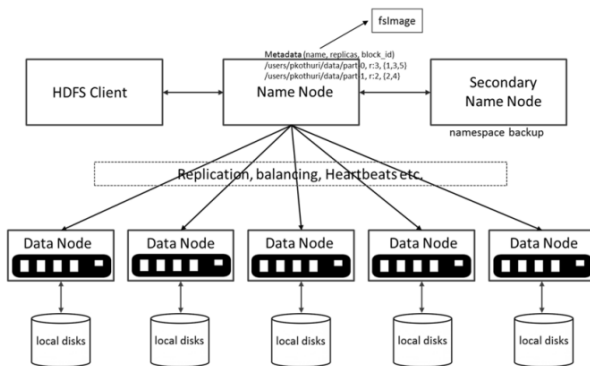 fsImage
Metadata (name, replicas, block_id)
/users/pkothuri/data/part-0, r:3, {1,3,5}
/users/pkothuri/data/part-1, r:2, {2,4}
HDFS Client
Name Node
Secondary
Name Node
namespace backup
Replication, balancing, Heartbeats etc.
Data Node
Data Node
Data Node
Data Node
Data Node
local disks
local disks
local disks
local disks
local disks